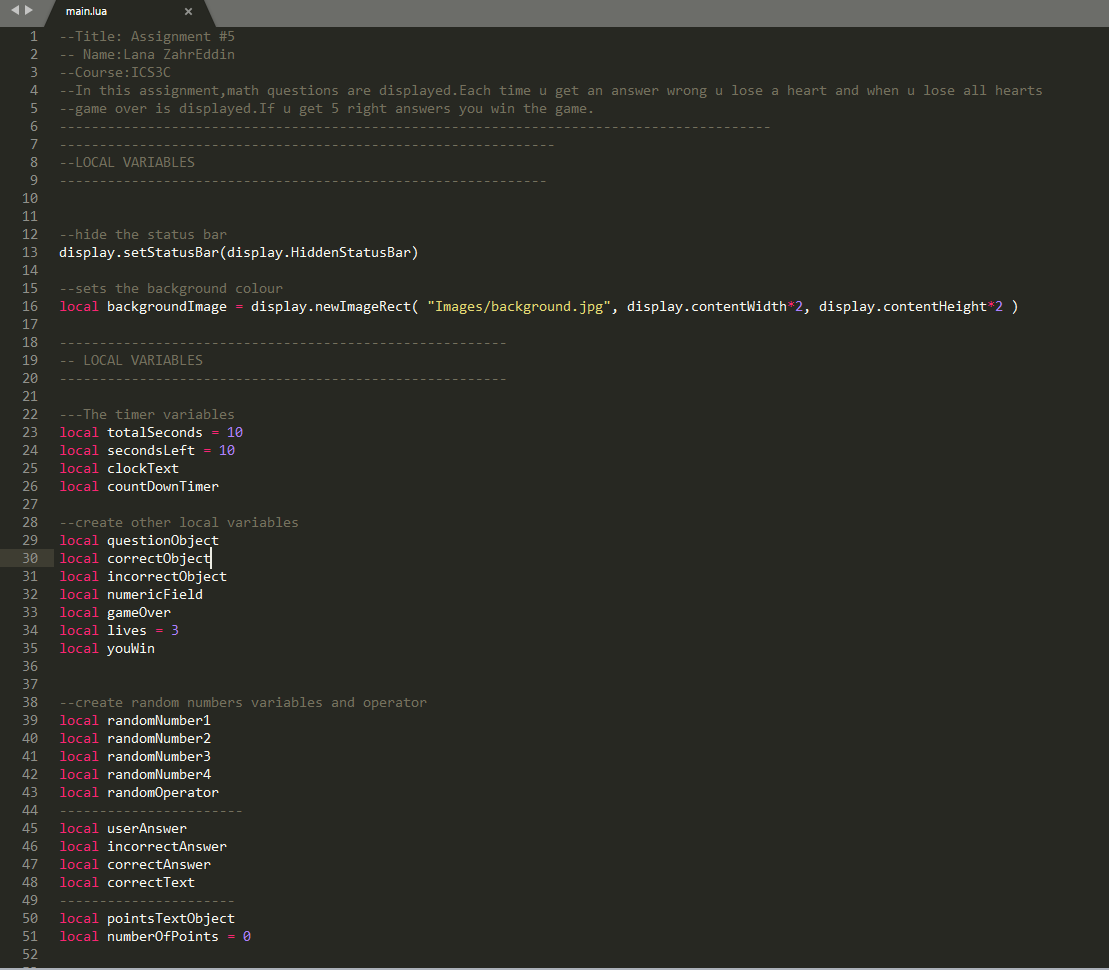 main.lua
1 --Title: Assignment #5
2 -- Name:Lana ZahrEddin
3 --Course:ICS3C
4 --In this assignment,math questions are displayed.Each time u get an answer wrong u lose a heart and when u lose all hearts
5 --game over is displayed.If u get 5 right answers you win the game.
6 -----------------------------------------------------------------------------------------
7 --------------------------------------------------------------
8 --LOCAL VARIABLES
9 -------------------------------------------------------------
10
11
12 --hide the status bar
13 display.setStatusBar(display.HiddenStatusBar)
14
15 --sets the background colour
16 local backgroundImage = display.newImageRect( "Images/background.jpg", display.contentWidth*2, display.contentHeight*2 )
17
18 --------------------------------------------------------
19 -- LOCAL VARIABLES
20 --------------------------------------------------------
21
22 ---The timer variables
23 local totalSeconds = 10
24 local secondsLeft = 10
25 local clockText
26 local countDownTimer
27
28 --create other local variables
29 local questionObject
30 local correctObject
31 local incorrectObject
32 local numericField
33 local gameOver
34 local lives = 3
35 local youWin
36
37
38 --create random numbers variables and operator
39 local randomNumber1
40 local randomNumber2
41 local randomNumber3
42 local randomNumber4
43 local randomOperator
44 -----------------------
45 local userAnswer
46 local incorrectAnswer
47 local correctAnswer
48 local correctText
49 ----------------------
50 local pointsTextObject
51 local numberOfPoints = 0
52